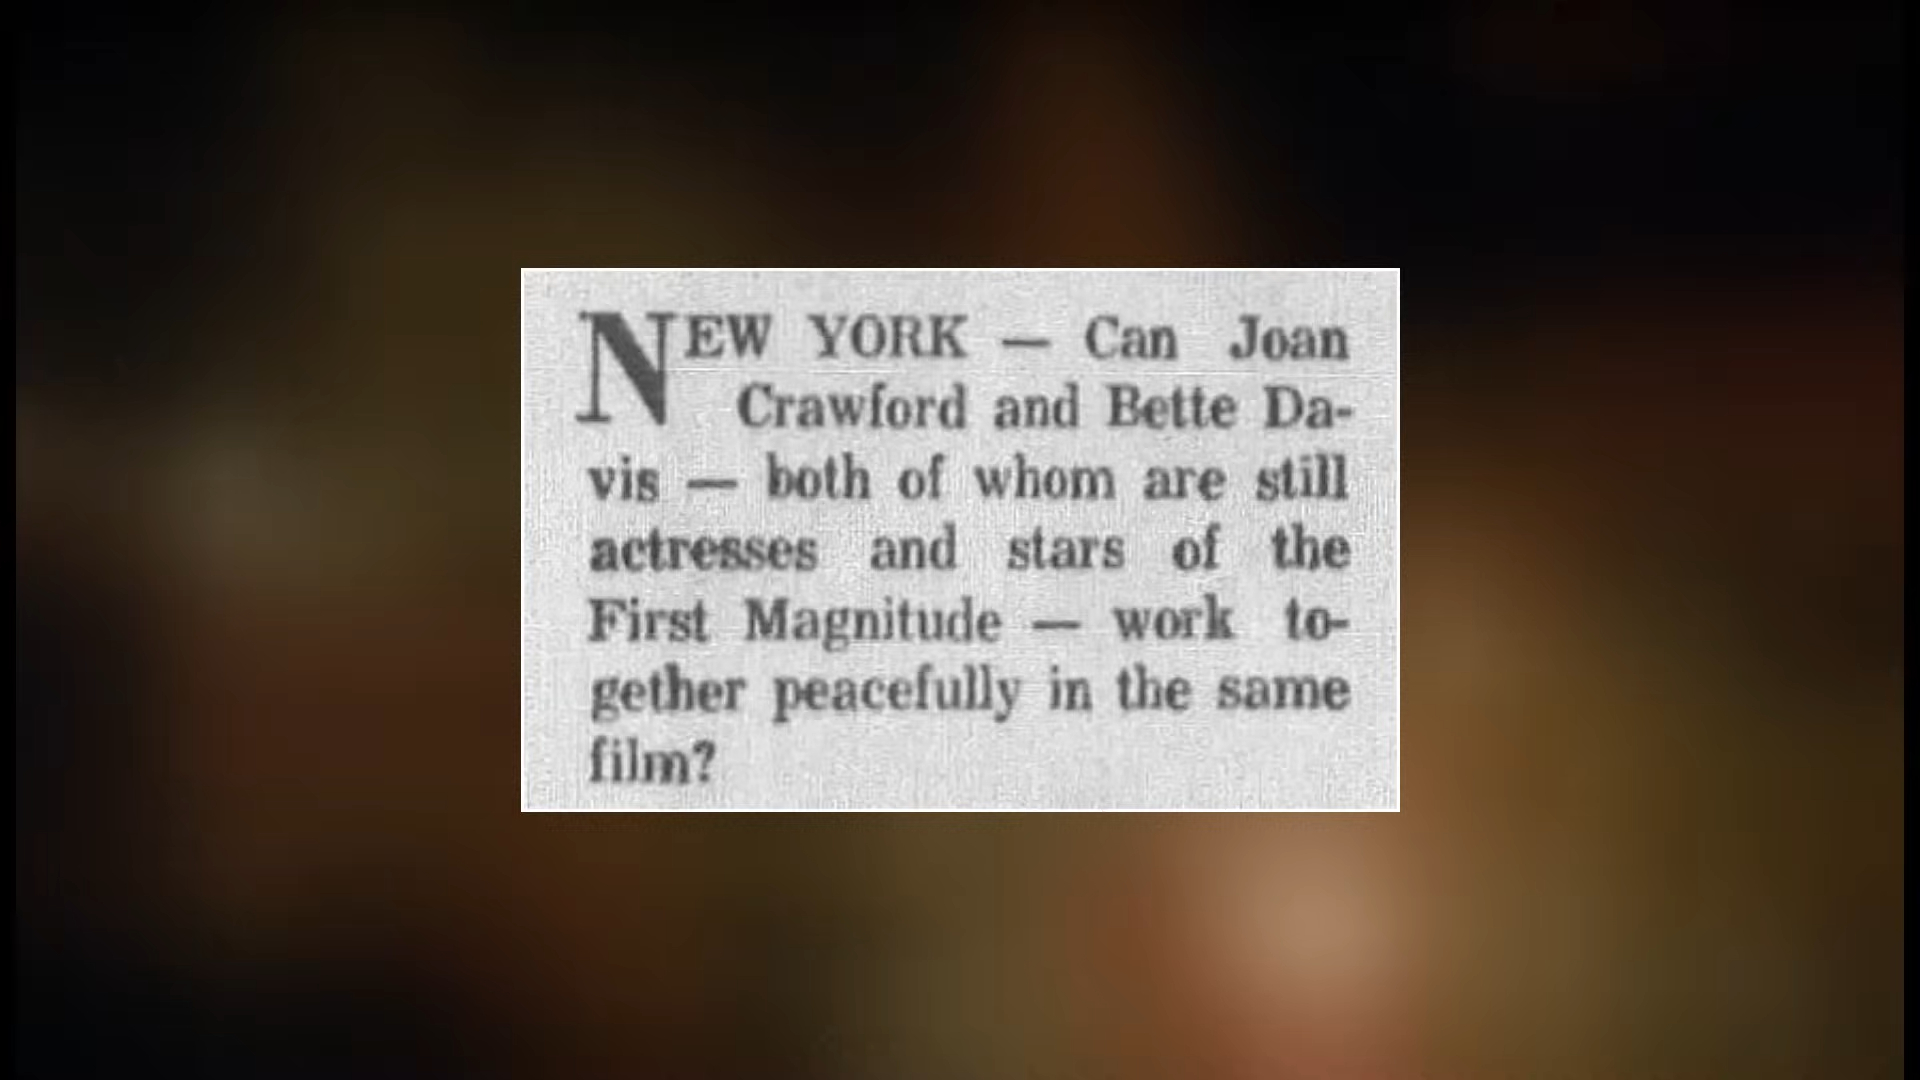 NEW YORK — Can Joan
Crawford and Bette Da-
vis — both of whom are still
actresses and stars of the
First Magnitude — work to-
gether peacefully in the same
film?